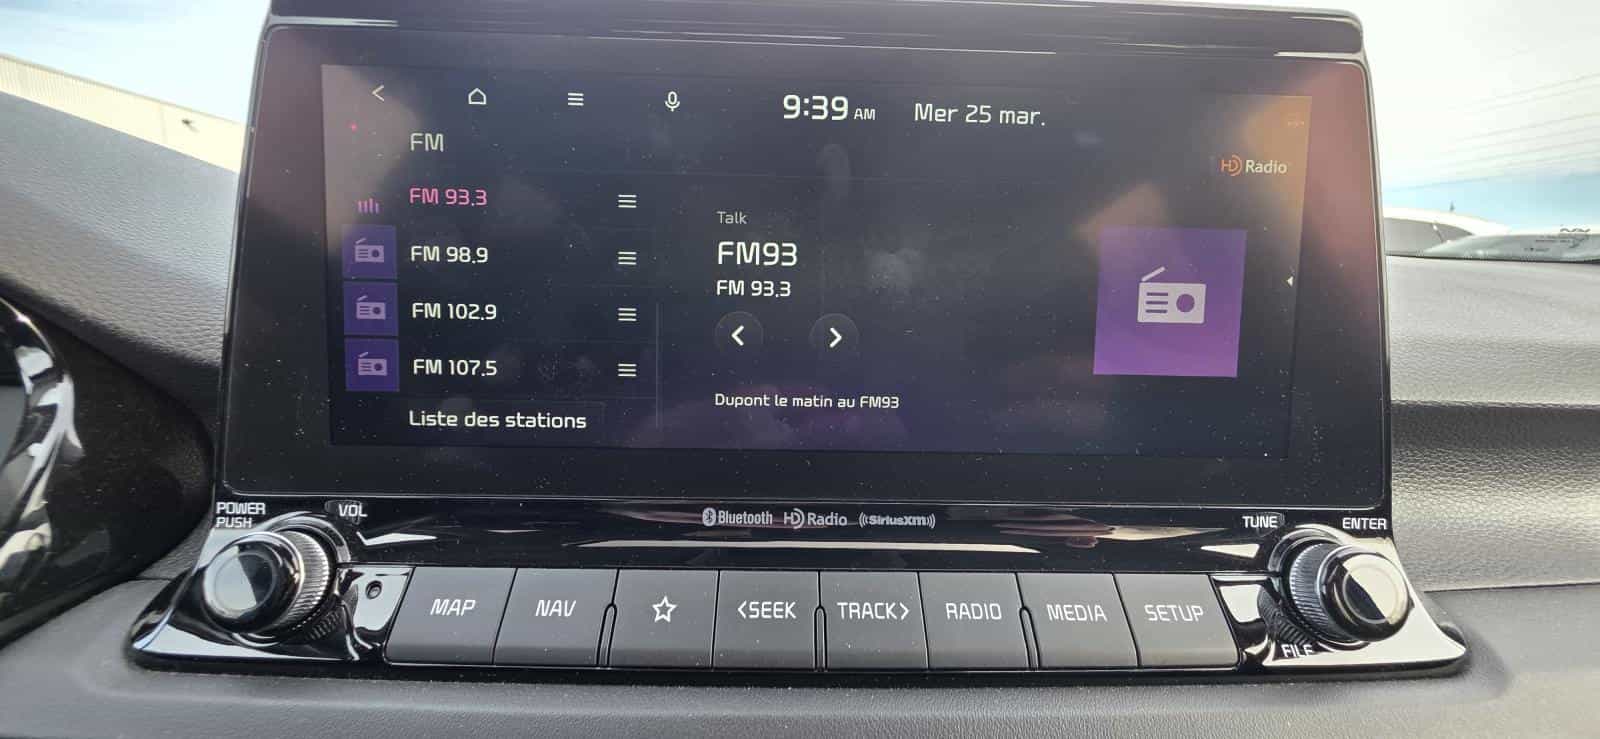 9:39 AM Mer 25 mar.
FM
HD Radio
FM 93.3
FM 98.9
FM 102.9
FM 107.5
Liste des stations
Talk
FM93
FM 93.3
Dupont le matin au FM93
POWER
PUSH
VOL
Bluetooth HD Radio ((SiriusXM))
TUNE
ENTER
MAP
NAV
<SEEK
TRACK>
RADIO
MEDIA
SETUP
FILE